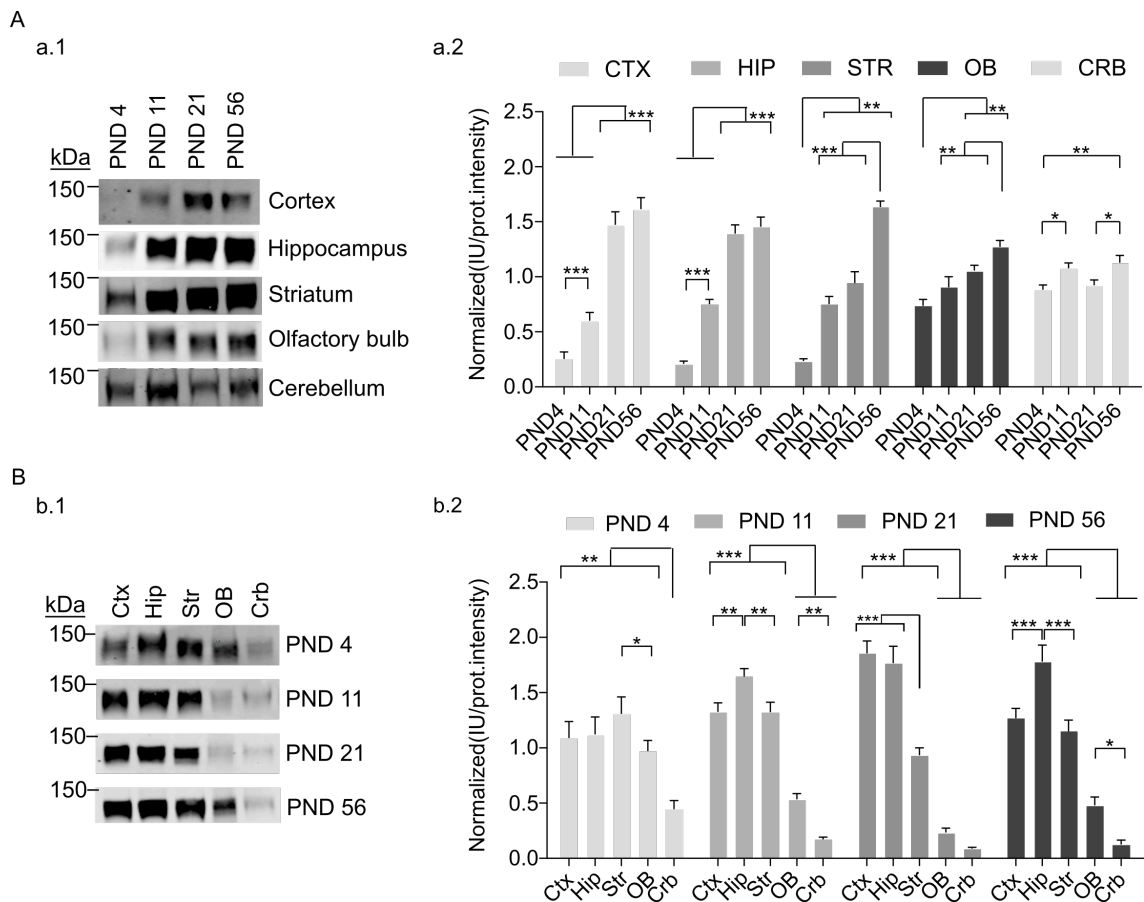 A
a.1
a.2
CTX HIP STR OB CRB
PND 4 PND 11 PND 21 PND 56
kDa
150 Cortex
150 Hippocampus
150 Striatum
150 Olfactory bulb
150 Cerebellum
Normalized(IU/prot.intensity)
2.5
2.0
1.5
1.0
0.5
0.0
*** *** *** *** *** ** *** ** ** ** * *
PND4 PND11 PND21 PND56 PND4 PND11 PND21 PND56 PND4 PND11 PND21 PND56 PND4 PND11 PND21 PND56 PND4 PND11 PND21 PND56
B
b.1
b.2
PND 4 PND 11 PND 21 PND 56
Ctx Hip Str OB Crb
kDa
150 PND 4
150 PND 11
150 PND 21
150 PND 56
Normalized(IU/prot.intensity)
2.5
2.0
1.5
1.0
0.5
0.0
** * *** ** ** ** *** *** *** *** *** *
Ctx Hip Str OB Crb Ctx Hip Str OB Crb Ctx Hip Str OB Crb Ctx Hip Str OB Crb